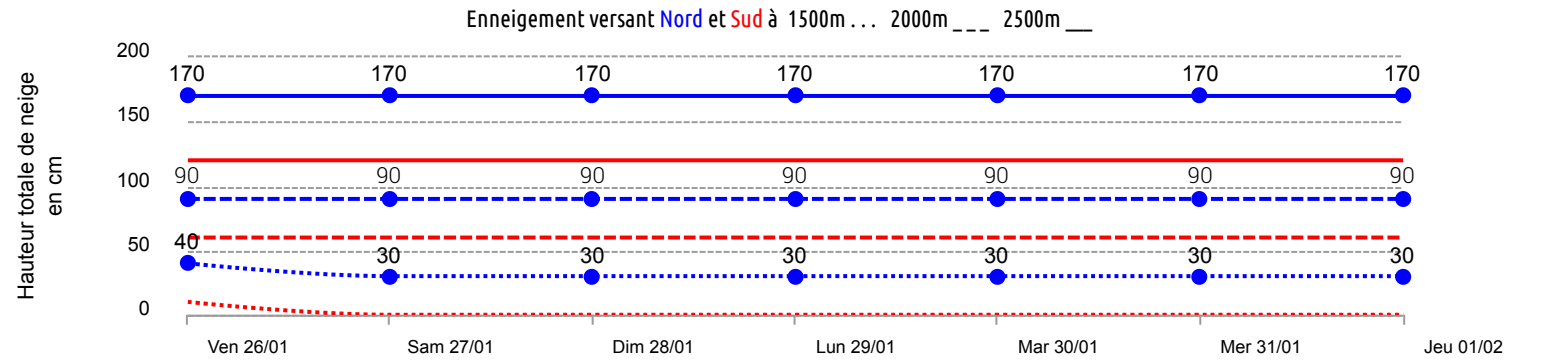 Enneigement versant Nord et Sud à 1500m . . . 2000m _ _ _ 2500m __
Hauteur totale de neige
en cm
200
170 170 170 170 170 170 170
150
90 90 90 90 90 90 90
100
40
50
30 30 30 30 30 30
0
Ven 26/01 Sam 27/01 Dim 28/01 Lun 29/01 Mar 30/01 Mer 31/01 Jeu 01/02